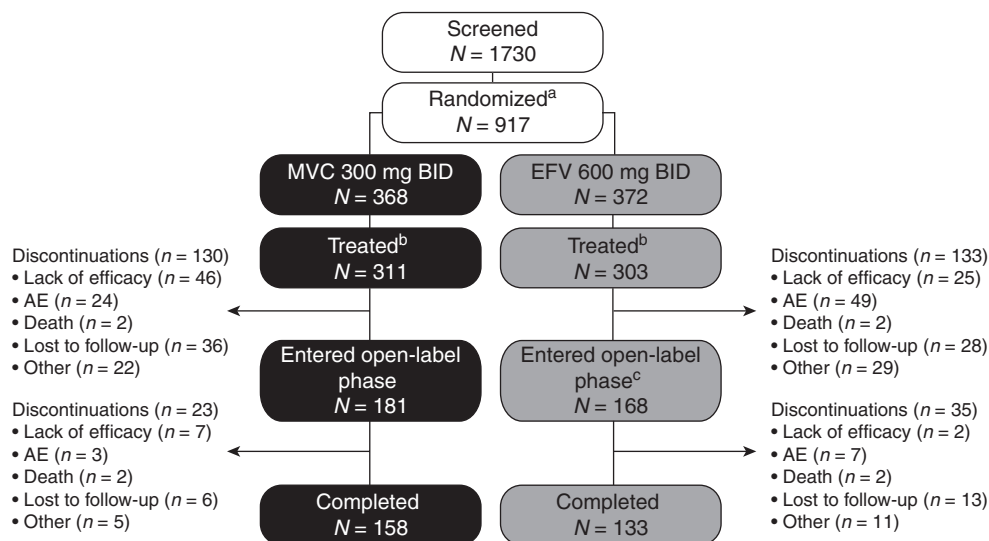 Screened
N = 1730
Randomizedᵃ
N = 917
MVC 300 mg BID
N = 368
EFV 600 mg BID
N = 372
Treatedᵇ
N = 311
Treatedᵇ
N = 303
Discontinuations (n = 130)
• Lack of efficacy (n = 46)
• AE (n = 24)
• Death (n = 2)
• Lost to follow-up (n = 36)
• Other (n = 22)
Discontinuations (n = 133)
• Lack of efficacy (n = 25)
• AE (n = 49)
• Death (n = 2)
• Lost to follow-up (n = 28)
• Other (n = 29)
Entered open-label
phase
N = 181
Entered open-label
phaseᶜ
N = 168
Discontinuations (n = 23)
• Lack of efficacy (n = 7)
• AE (n = 3)
• Death (n = 2)
• Lost to follow-up (n = 6)
• Other (n = 5)
Discontinuations (n = 35)
• Lack of efficacy (n = 2)
• AE (n = 7)
• Death (n = 2)
• Lost to follow-up (n = 13)
• Other (n = 11)
Completed
N = 158
Completed
N = 133